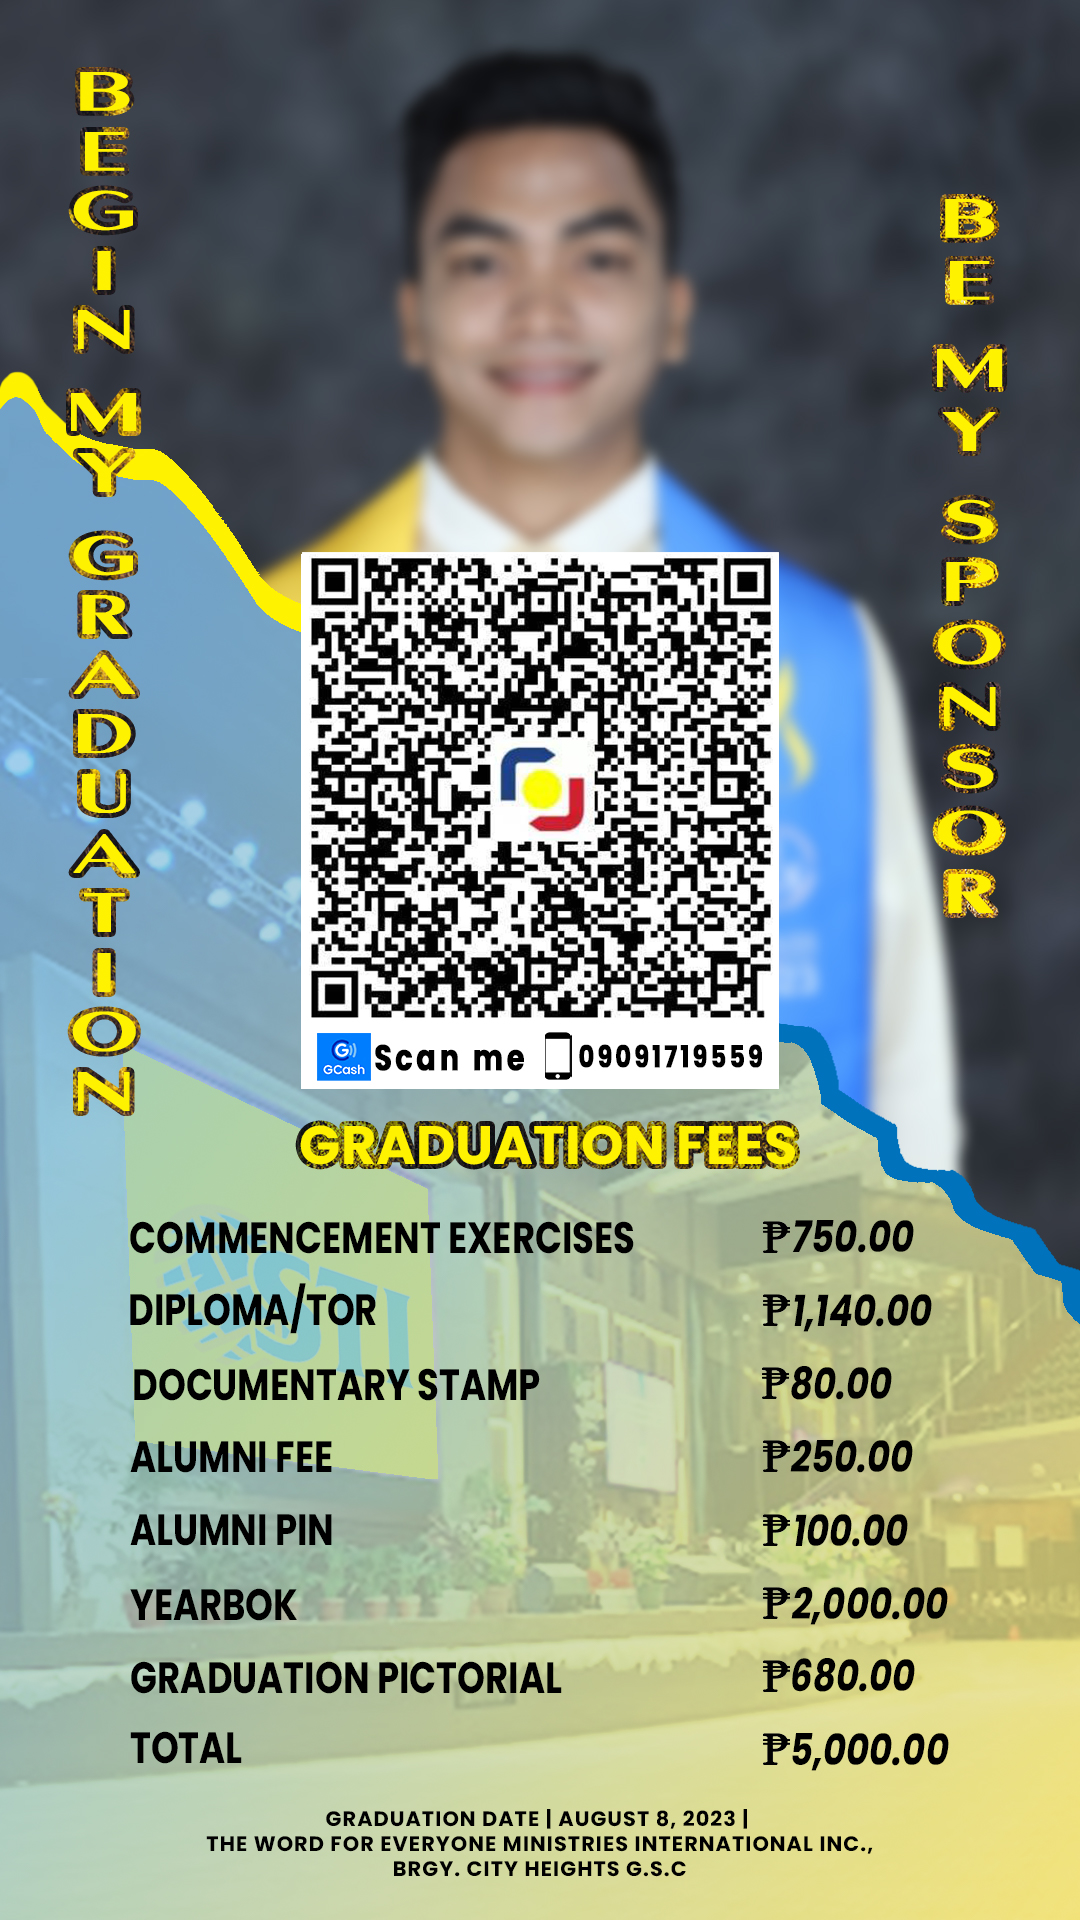 BEGIN MY GRADUATION
BE MY SPONSOR
GCash
Scan me
09091719559
GRADUATION FEES
COMMENCEMENT EXERCISES ₱750.00
DIPLOMA/TOR ₱1,140.00
DOCUMENTARY STAMP ₱80.00
ALUMNI FEE ₱250.00
ALUMNI PIN ₱100.00
YEARBOK ₱2,000.00
GRADUATION PICTORIAL ₱680.00
TOTAL ₱5,000.00
STI
GRADUATION DATE | AUGUST 8, 2023 |
THE WORD FOR EVERYONE MINISTRIES INTERNATIONAL INC.,
BRGY. CITY HEIGHTS G.S.C